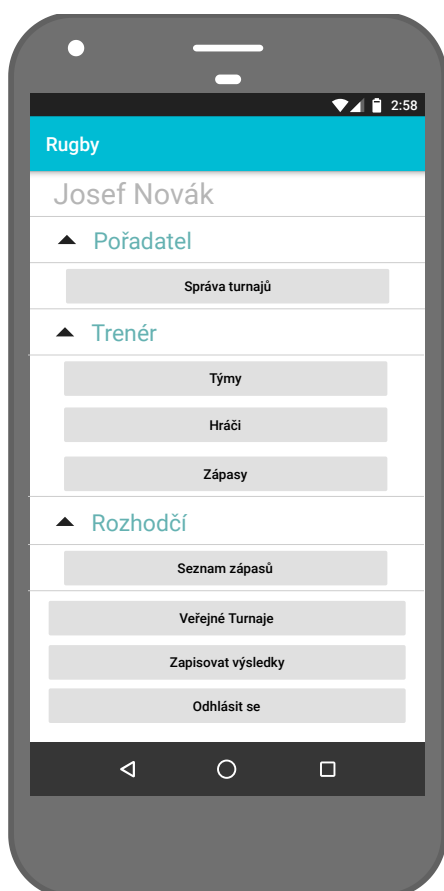 2:58
Rugby
Josef Novák
Pořadatel
Správa turnajů
Trenér
Týmy
Hráči
Zápasy
Rozhodčí
Seznam zápasů
Veřejné Turnaje
Zapisovat výsledky
Odhlásit se